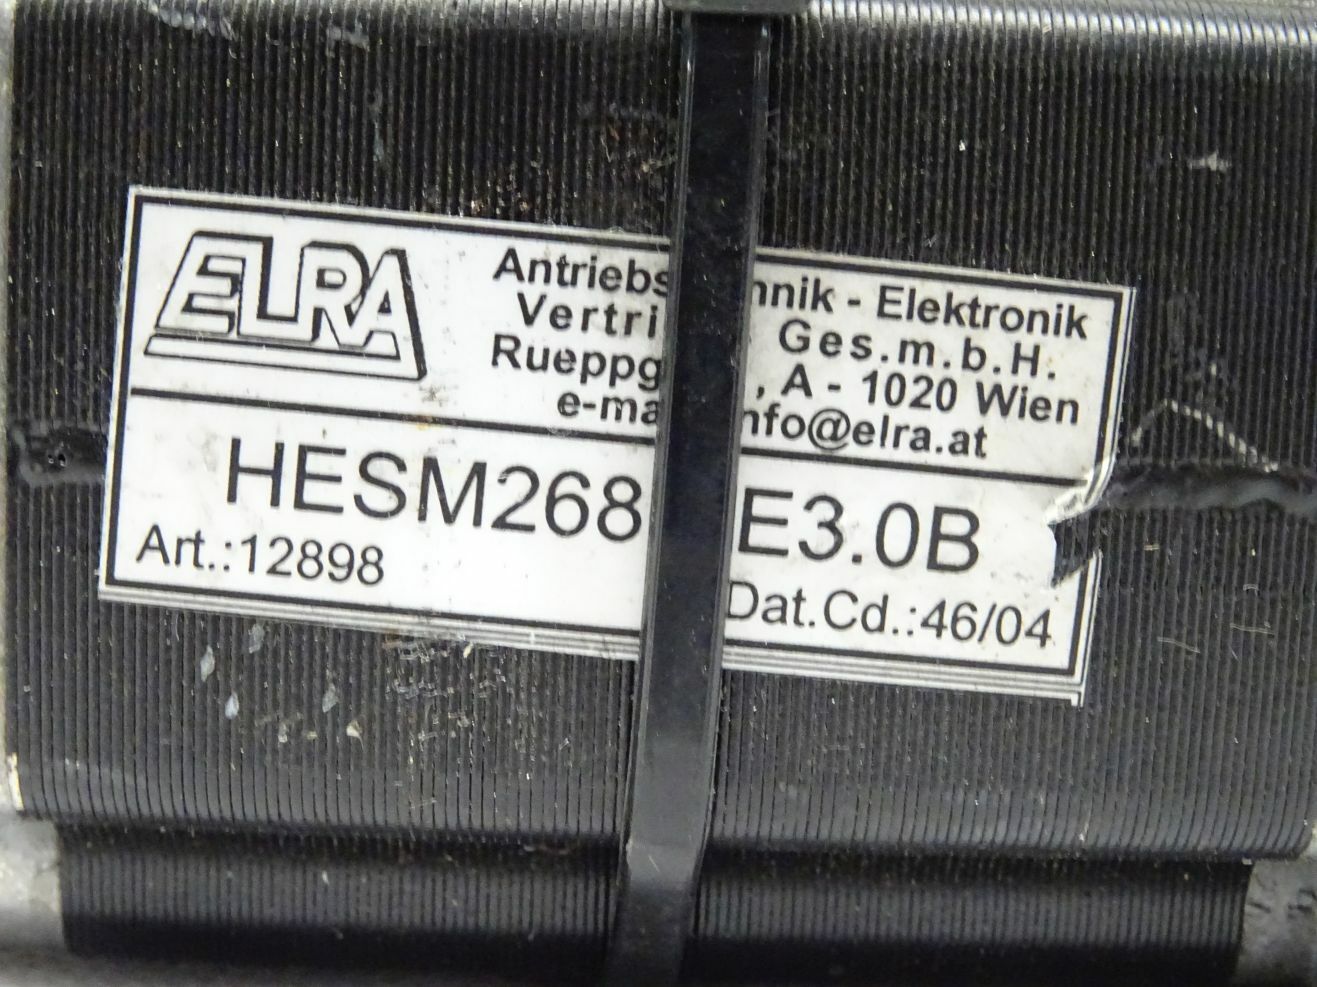 ELRA
Antriebs nik - Elektronik
Vertri Ges.m.b.H.
Rueppg , A - 1020 Wien
e-ma nfo@elra.at
HESM268 E3.0B
Art.:12898
Dat.Cd.:46/04